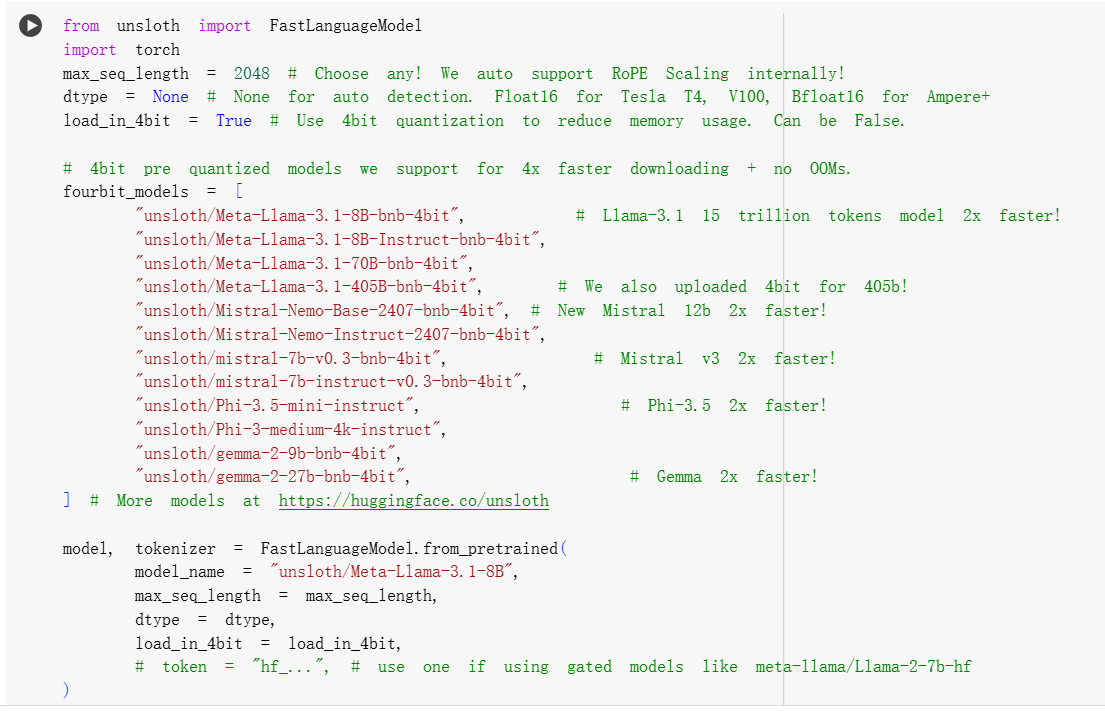 from unsloth import FastLanguageModel
import torch
max_seq_length = 2048 # Choose any! We auto support RoPE Scaling internally!
dtype = None # None for auto detection. Float16 for Tesla T4, V100, Bfloat16 for Ampere+
load_in_4bit = True # Use 4bit quantization to reduce memory usage. Can be False.

# 4bit pre quantized models we support for 4x faster downloading + no OOMs.
fourbit_models = [
    "unsloth/Meta-Llama-3.1-8B-bnb-4bit",      # Llama-3.1 15 trillion tokens model 2x faster!
    "unsloth/Meta-Llama-3.1-8B-Instruct-bnb-4bit",
    "unsloth/Meta-Llama-3.1-70B-bnb-4bit",
    "unsloth/Meta-Llama-3.1-405B-bnb-4bit",    # We also uploaded 4bit for 405b!
    "unsloth/Mistral-Nemo-Base-2407-bnb-4bit", # New Mistral 12b 2x faster!
    "unsloth/Mistral-Nemo-Instruct-2407-bnb-4bit",
    "unsloth/mistral-7b-v0.3-bnb-4bit",        # Mistral v3 2x faster!
    "unsloth/mistral-7b-instruct-v0.3-bnb-4bit",
    "unsloth/Phi-3.5-mini-instruct",           # Phi-3.5 2x faster!
    "unsloth/Phi-3-medium-4k-instruct",
    "unsloth/gemma-2-9b-bnb-4bit",
    "unsloth/gemma-2-27b-bnb-4bit",            # Gemma 2x faster!
] # More models at https://huggingface.co/unsloth

model, tokenizer = FastLanguageModel.from_pretrained(
    model_name = "unsloth/Meta-Llama-3.1-8B",
    max_seq_length = max_seq_length,
    dtype = dtype,
    load_in_4bit = load_in_4bit,
    # token = "hf_...", # use one if using gated models like meta-llama/Llama-2-7b-hf
)